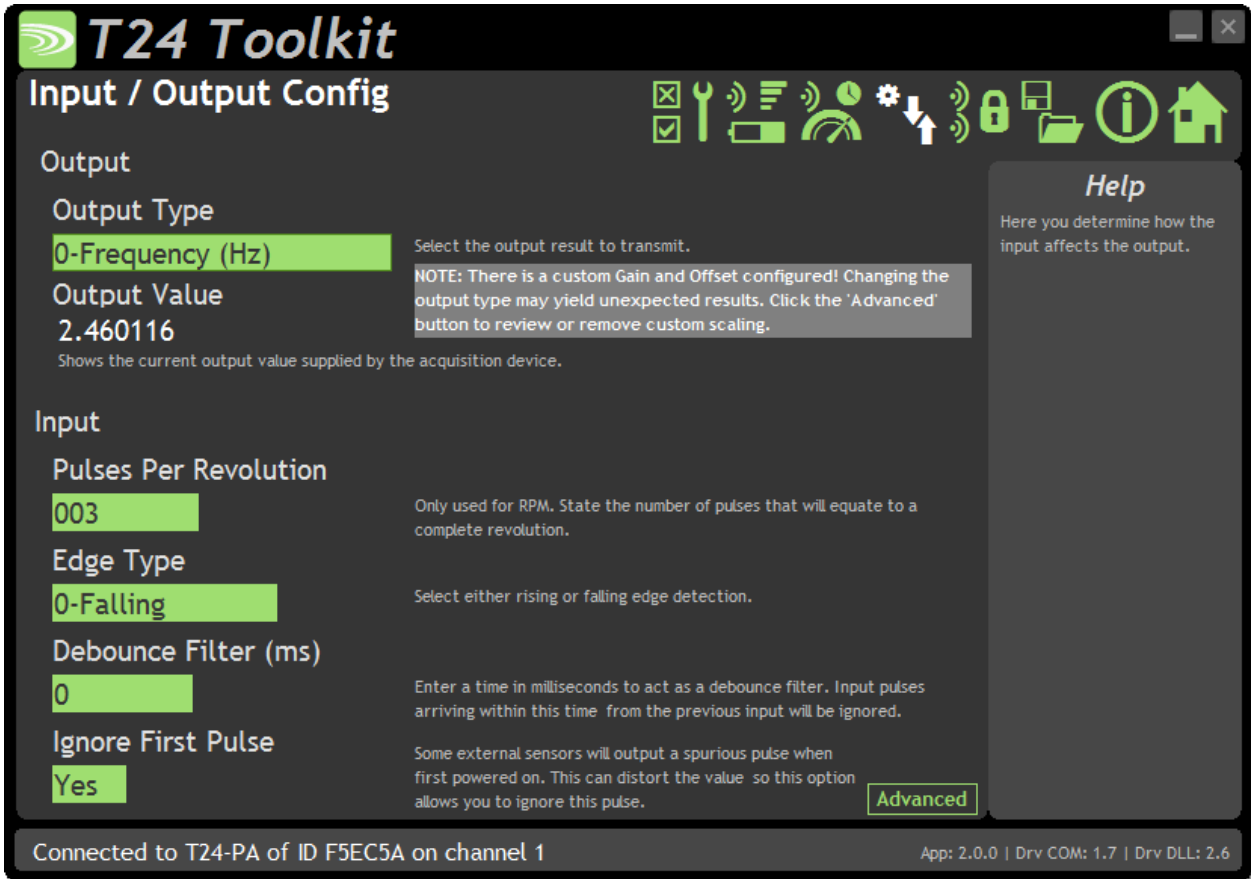 T24 Toolkit
Input / Output Config
Output
Output Type
0-Frequency (Hz)
Select the output result to transmit.
NOTE: There is a custom Gain and Offset configured! Changing the
output type may yield unexpected results. Click the 'Advanced'
button to review or remove custom scaling.
Output Value
2.460116
Shows the current output value supplied by the acquisition device.
Input
Pulses Per Revolution
003
Only used for RPM. State the number of pulses that will equate to a
complete revolution.
Edge Type
0-Falling
Select either rising or falling edge detection.
Debounce Filter (ms)
0
Enter a time in milliseconds to act as a debounce filter. Input pulses
arriving within this time from the previous input will be ignored.
Ignore First Pulse
Yes
Some external sensors will output a spurious pulse when
first powered on. This can distort the value so this option
allows you to ignore this pulse.
Advanced
Help
Here you determine how the
input affects the output.
Connected to T24-PA of ID F5EC5A on channel 1
App: 2.0.0 | Drv COM: 1.7 | Drv DLL: 2.6